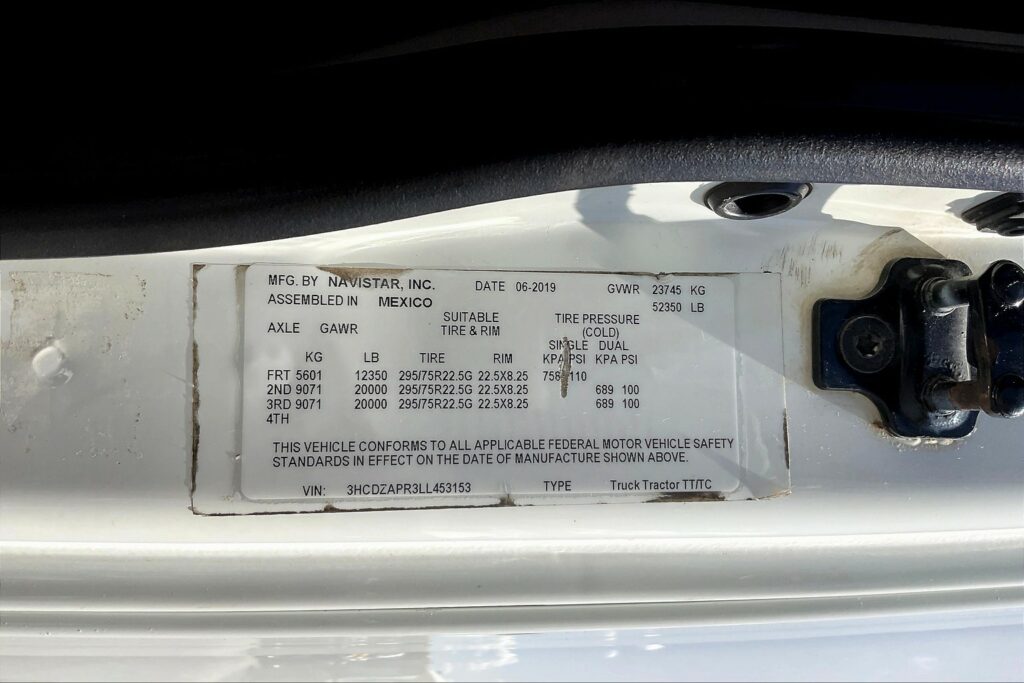 MFG. BY NAVISTAR, INC. DATE 06-2019 GVWR 23745 KG
ASSEMBLED IN MEXICO 52350 LB
AXLE GAWR SUITABLE TIRE & RIM TIRE PRESSURE (COLD)
SINGLE DUAL
KG LB TIRE RIM KPA PSI KPA PSI
FRT 5601 12350 295/75R22.5G 22.5X8.25 758 110
2ND 9071 20000 295/75R22.5G 22.5X8.25 689 100
3RD 9071 20000 295/75R22.5G 22.5X8.25 689 100
4TH
THIS VEHICLE CONFORMS TO ALL APPLICABLE FEDERAL MOTOR VEHICLE SAFETY
STANDARDS IN EFFECT ON THE DATE OF MANUFACTURE SHOWN ABOVE.
VIN: 3HCDZAPR3LL453153 TYPE Truck Tractor TT/TC